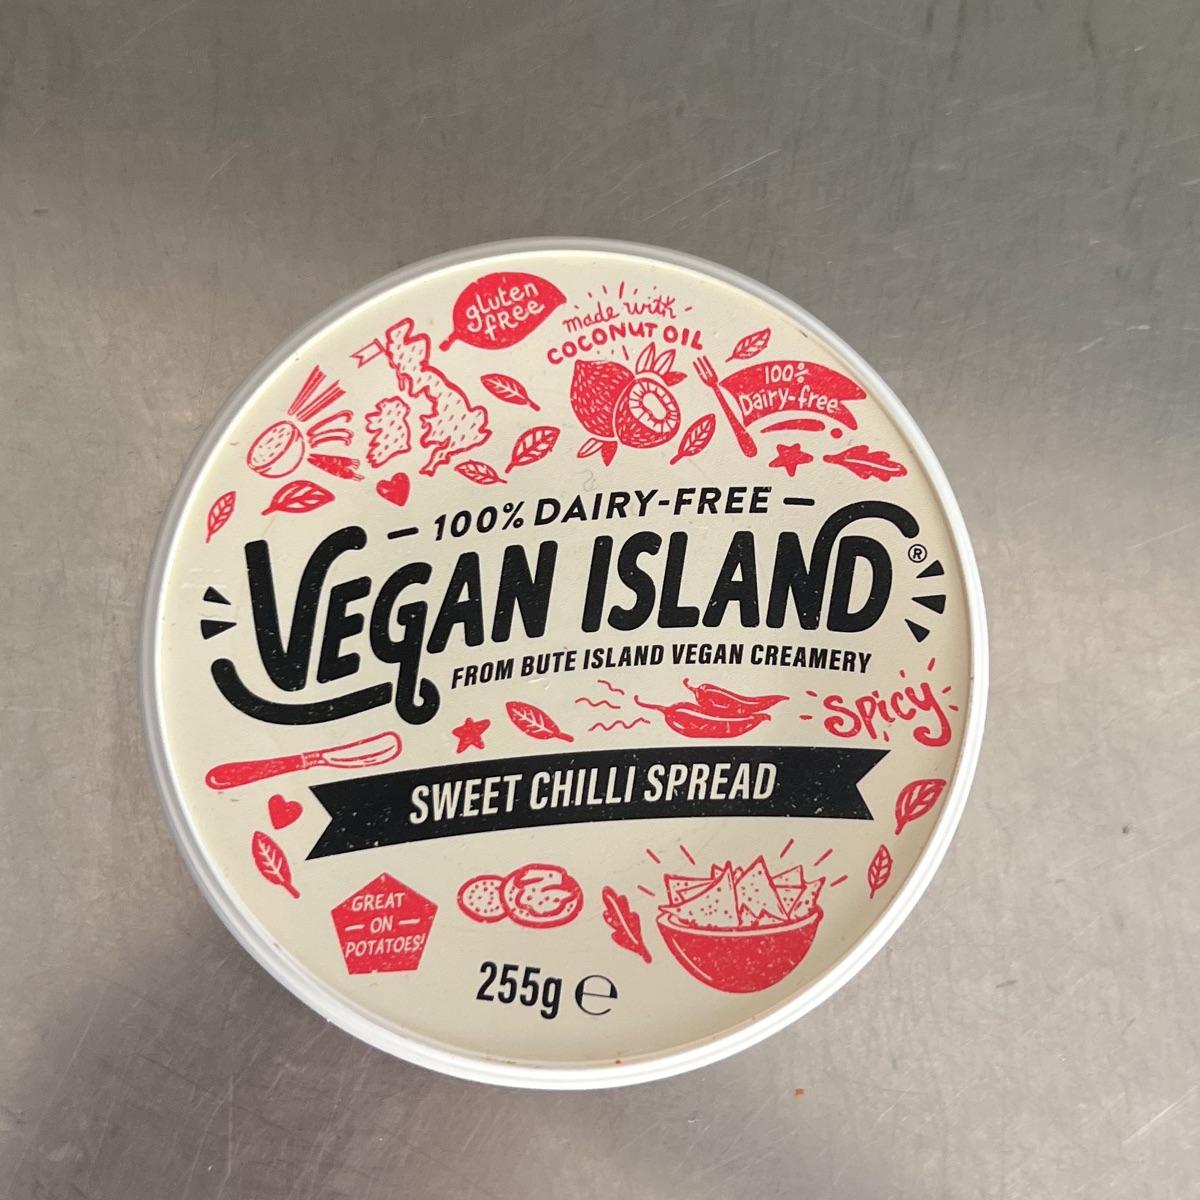 gluten
free
made with
COCONUT OIL
100%
Dairy-free
100% DAIRY-FREE
VEGAN ISLAND®
FROM BUTE ISLAND VEGAN CREAMERY
Spicy
SWEET CHILLI SPREAD
GREAT
ON
POTATOES!
255g ℮